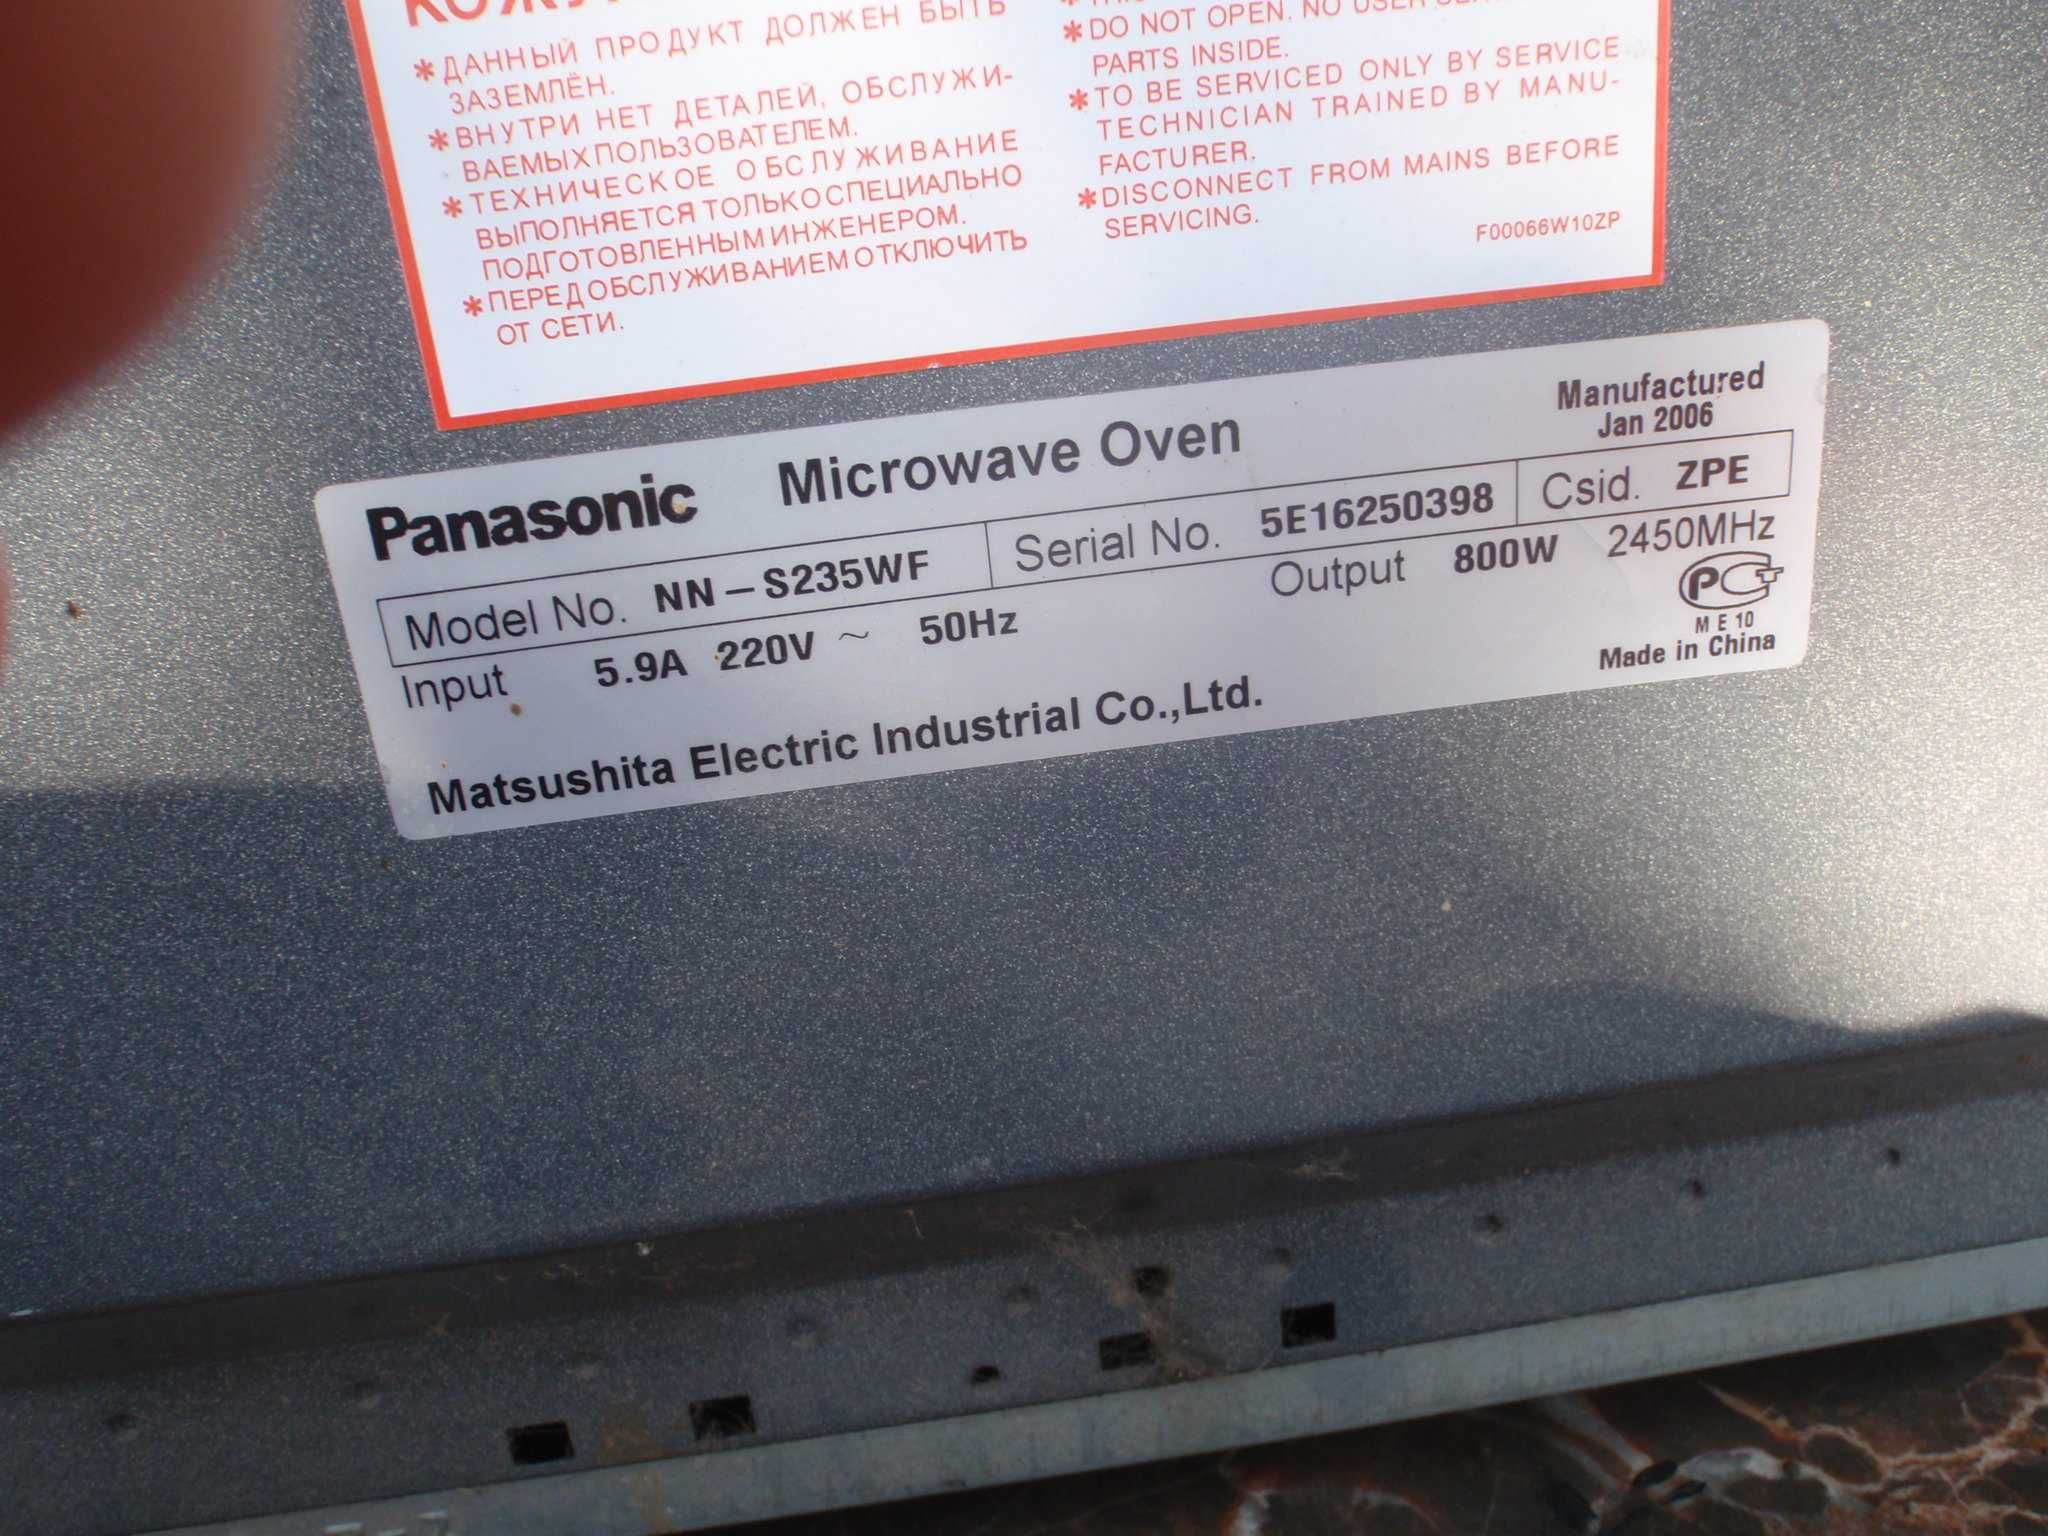 *ДАННЫЙ ПРОДУКТ ДОЛЖЕН БЫТЬ
ЗАЗЕМЛЁН.
*ВНУТРИ НЕТ ДЕТАЛЕЙ, ОБСЛУЖИ-
ВАЕМЫХ ПОЛЬЗОВАТЕЛЕМ.
*ТЕХНИЧЕСКОЕ ОБСЛУЖИВАНИЕ
ВЫПОЛНЯЕТСЯ ТОЛЬКО СПЕЦИАЛЬНО
ПОДГОТОВЛЕННЫМ ИНЖЕНЕРОМ.
*ПЕРЕД ОБСЛУЖИВАНИЕМ ОТКЛЮЧИТЬ
ОТ СЕТИ.
*DO NOT OPEN. NO USER
PARTS INSIDE.
*TO BE SERVICED ONLY BY SERVICE
TECHNICIAN TRAINED BY MANU-
FACTURER.
*DISCONNECT FROM MAINS BEFORE
SERVICING.
F00066W10ZP
Panasonic Microwave Oven
Manufactured
Jan 2006
Model No. NN-S235WF Serial No. 5E16250398 Csid. ZPE
Input 5.9A 220V ~ 50Hz Output 800W 2450MHz
РСТ
ME10
Made in China
Matsushita Electric Industrial Co.,Ltd.